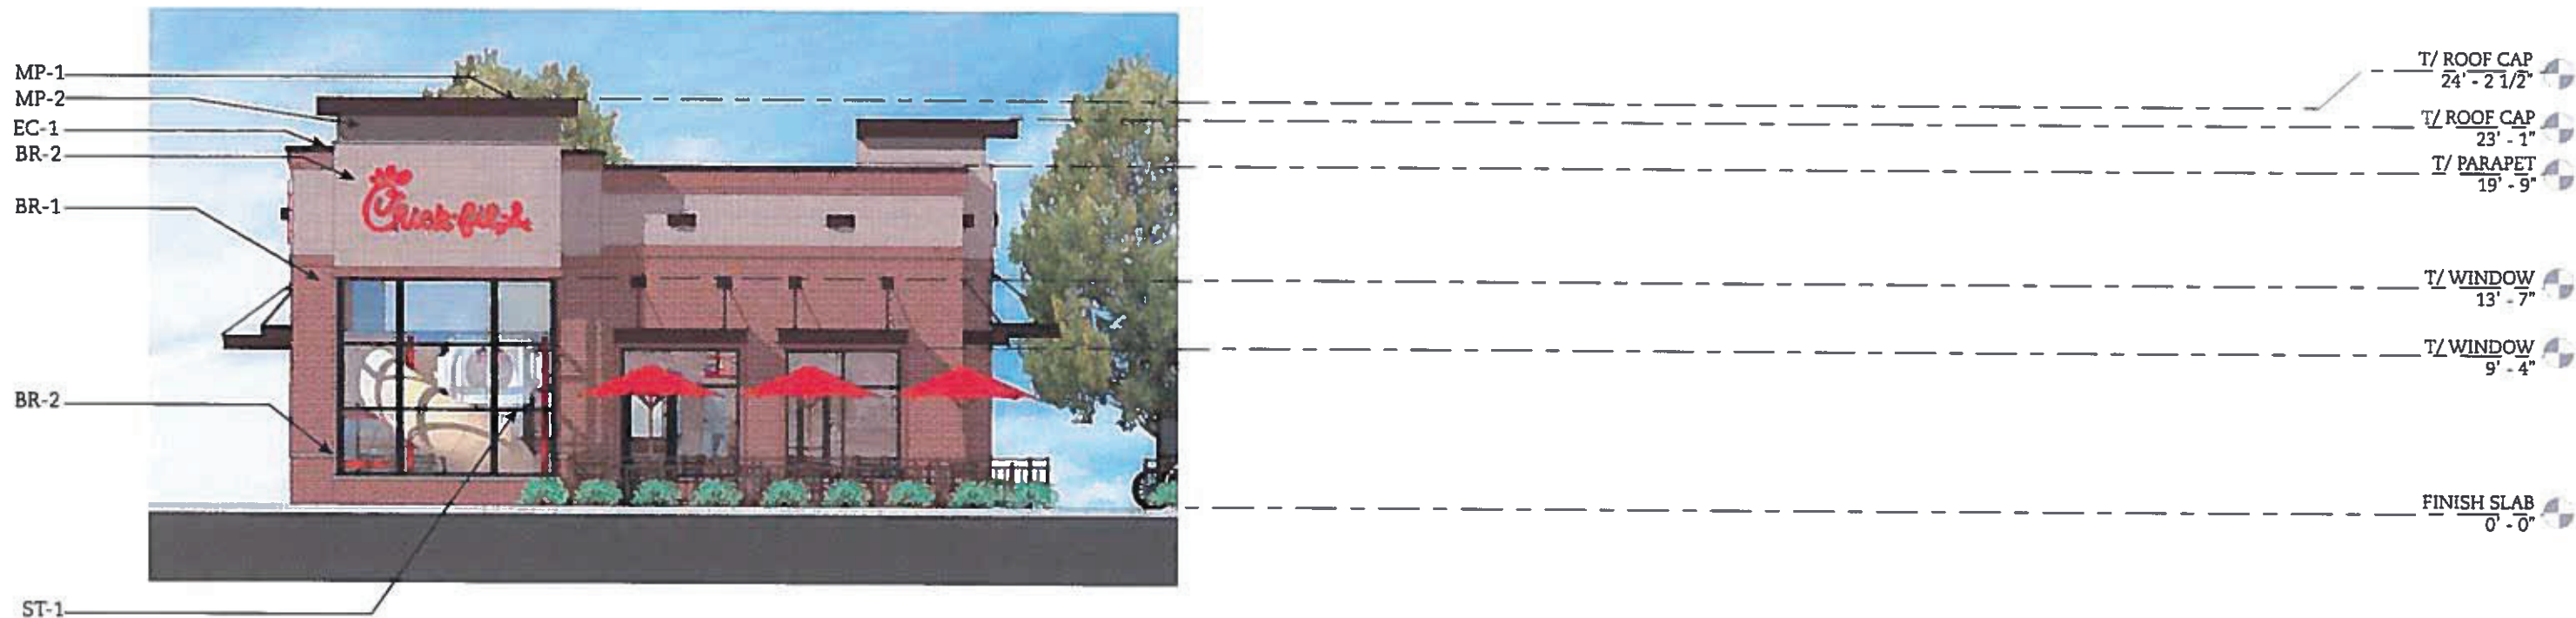 MP-1
MP-2
EC-1
BR-2
BR-1
BR-2
ST-1
Chick-fil-A
T/ ROOF CAP
24' - 2 1/2"
T/ ROOF CAP
23' - 1"
T/ PARAPET
19' - 9"
T/ WINDOW
13' - 7"
T/ WINDOW
9' - 4"
FINISH SLAB
0' - 0"